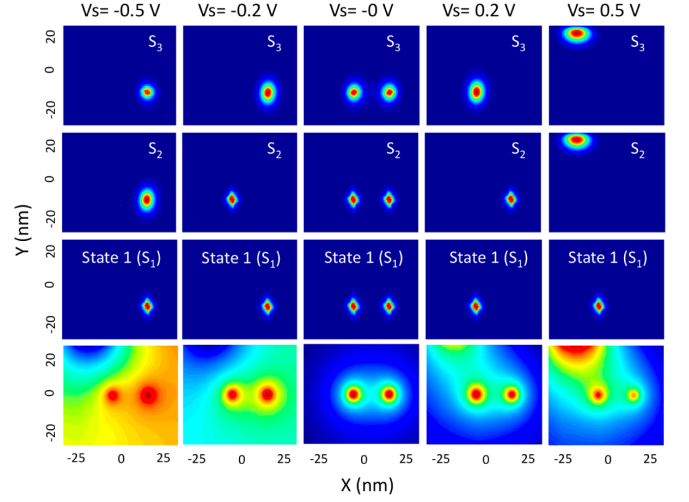 Vs= -0.5 V Vs= -0.2 V Vs= -0 V Vs= 0.2 V Vs= 0.5 V
20 0 -20 S3 S3 S3 S3 S3
20 0 -20 S2 S2 S2 S2 S2
20 0 -20 State 1 (S1) State 1 (S1) State 1 (S1) State 1 (S1) State 1 (S1)
20 0 -20
Y (nm)
-25 0 25 -25 0 25 -25 0 25 -25 0 25 -25 0 25
X (nm)